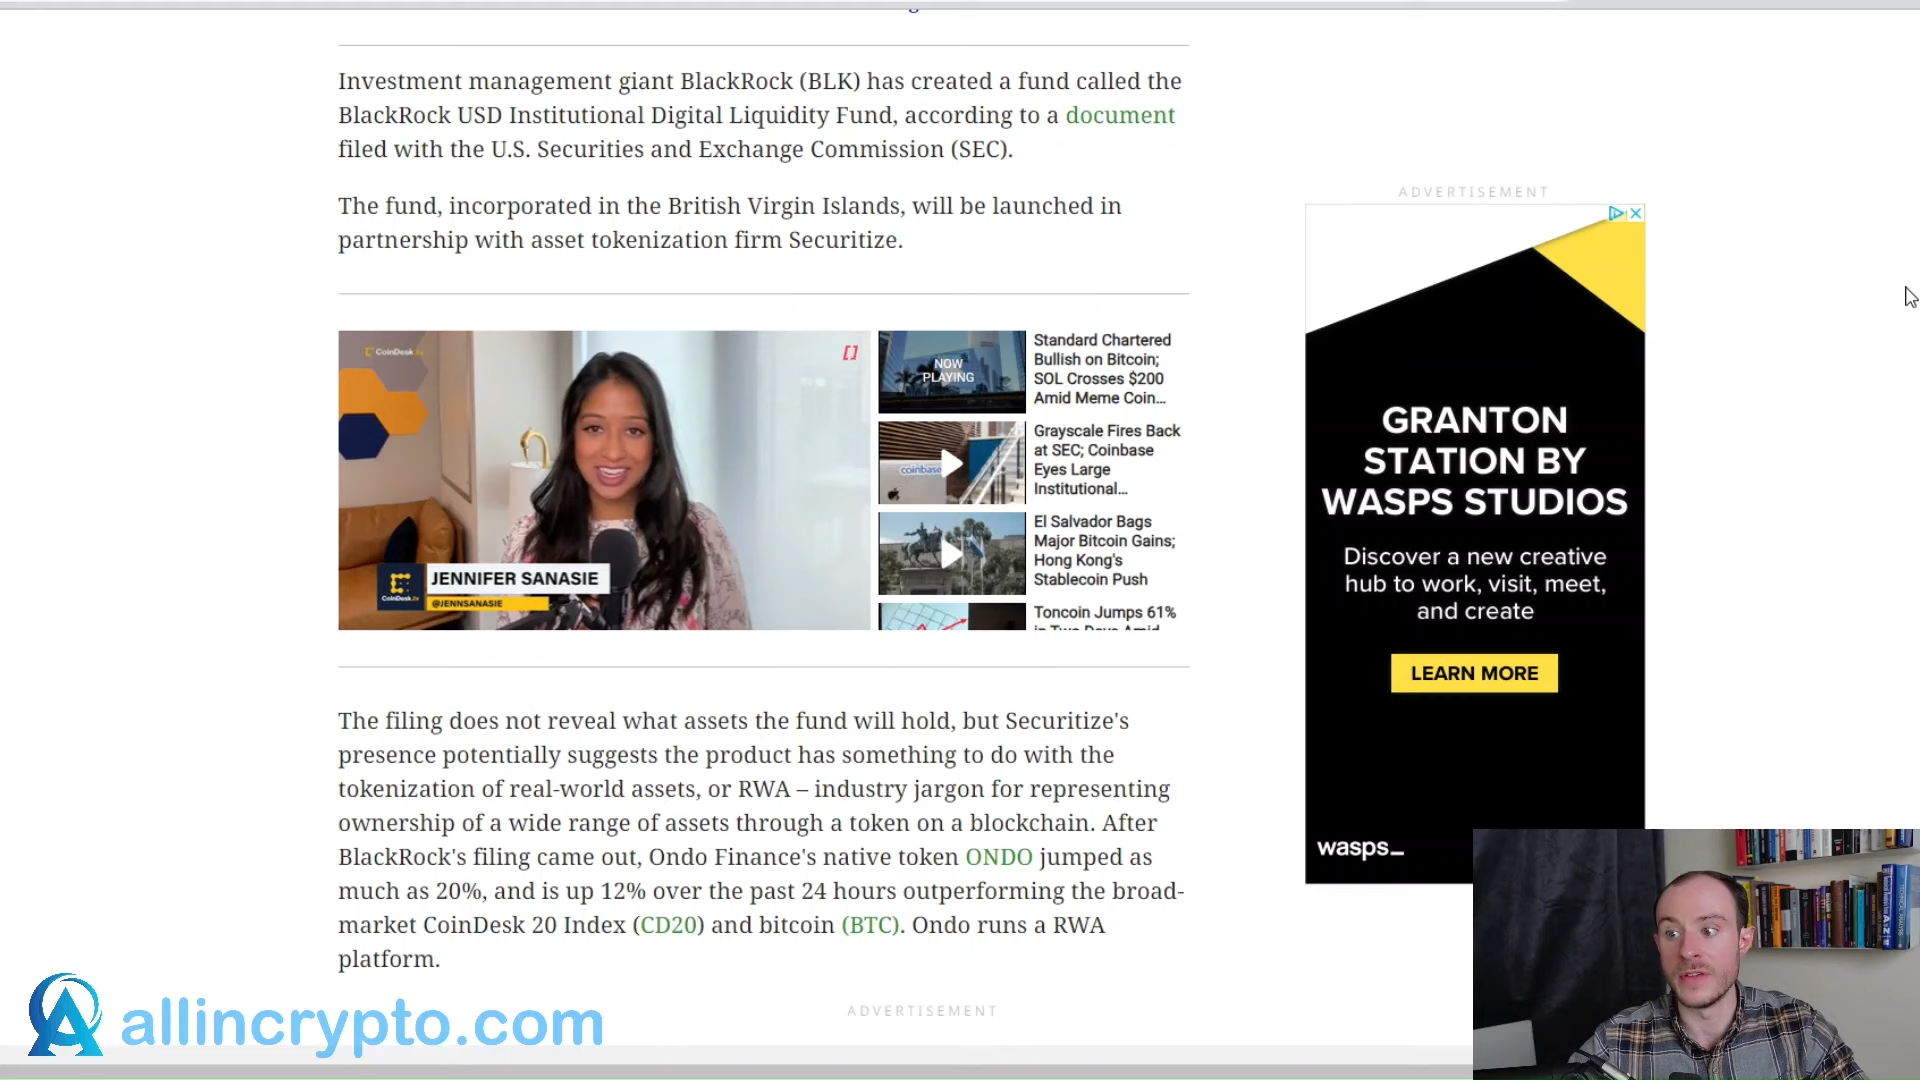 Investment management giant BlackRock (BLK) has created a fund called the
BlackRock USD Institutional Digital Liquidity Fund, according to a document
filed with the U.S. Securities and Exchange Commission (SEC).
The fund, incorporated in the British Virgin Islands, will be launched in
partnership with asset tokenization firm Securitize.
CoinDesk.tv
JENNIFER SANASIE
CoinDesk.tv
@JENNSANASIE
NOW
PLAYING
Standard Chartered
Bullish on Bitcoin;
SOL Crosses $200
Amid Meme Coin...
coinbase
Grayscale Fires Back
at SEC; Coinbase
Eyes Large
Institutional...
El Salvador Bags
Major Bitcoin Gains;
Hong Kong's
Stablecoin Push
Toncoin Jumps 61%
in Two Days Amid
The filing does not reveal what assets the fund will hold, but Securitize's
presence potentially suggests the product has something to do with the
tokenization of real-world assets, or RWA – industry jargon for representing
ownership of a wide range of assets through a token on a blockchain. After
BlackRock's filing came out, Ondo Finance's native token ONDO jumped as
much as 20%, and is up 12% over the past 24 hours outperforming the broad-
market CoinDesk 20 Index (CD20) and bitcoin (BTC). Ondo runs a RWA
platform.
ADVERTISEMENT
ADVERTISEMENT
GRANTON
STATION BY
WASPS STUDIOS
Discover a new creative
hub to work, visit, meet,
and create
LEARN MORE
wasps_
allincrypto.com